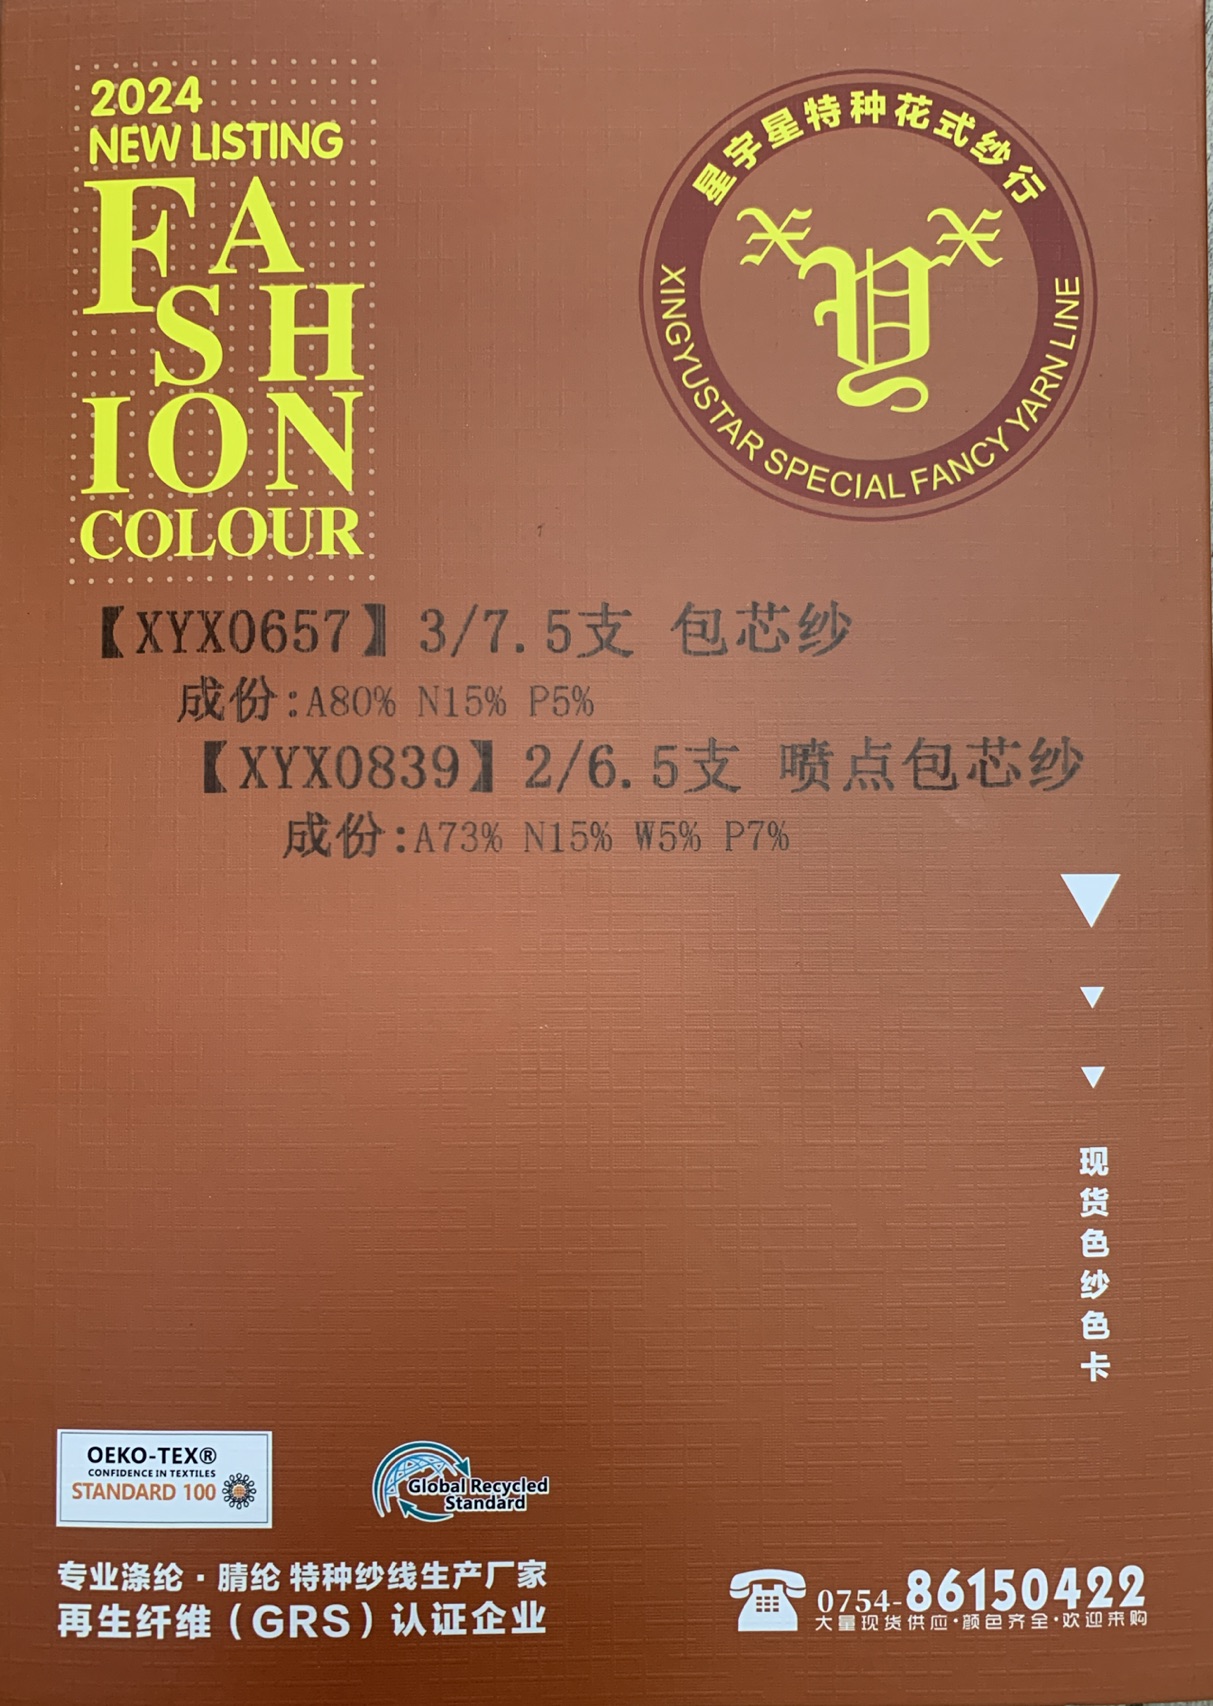 2024
NEW LISTING
FA
SH
ION
COLOUR
星宇星特种花式纱行
XYX
XINGYUSTAR SPECIAL FANCY YARN LINE
【XYX0657】3/7.5支 包芯纱
成份:A80% N15% P5%
【XYX0839】2/6.5支 喷点包芯纱
成份:A73% N15% W5% P7%
现货色纱色卡
OEKO-TEX®
CONFIDENCE IN TEXTILES
STANDARD 100
Global Recycled
Standard
专业涤纶·腈纶 特种纱线生产厂家
再生纤维（GRS）认证企业
0754-86150422
大量现货供应·颜色齐全·欢迎来购